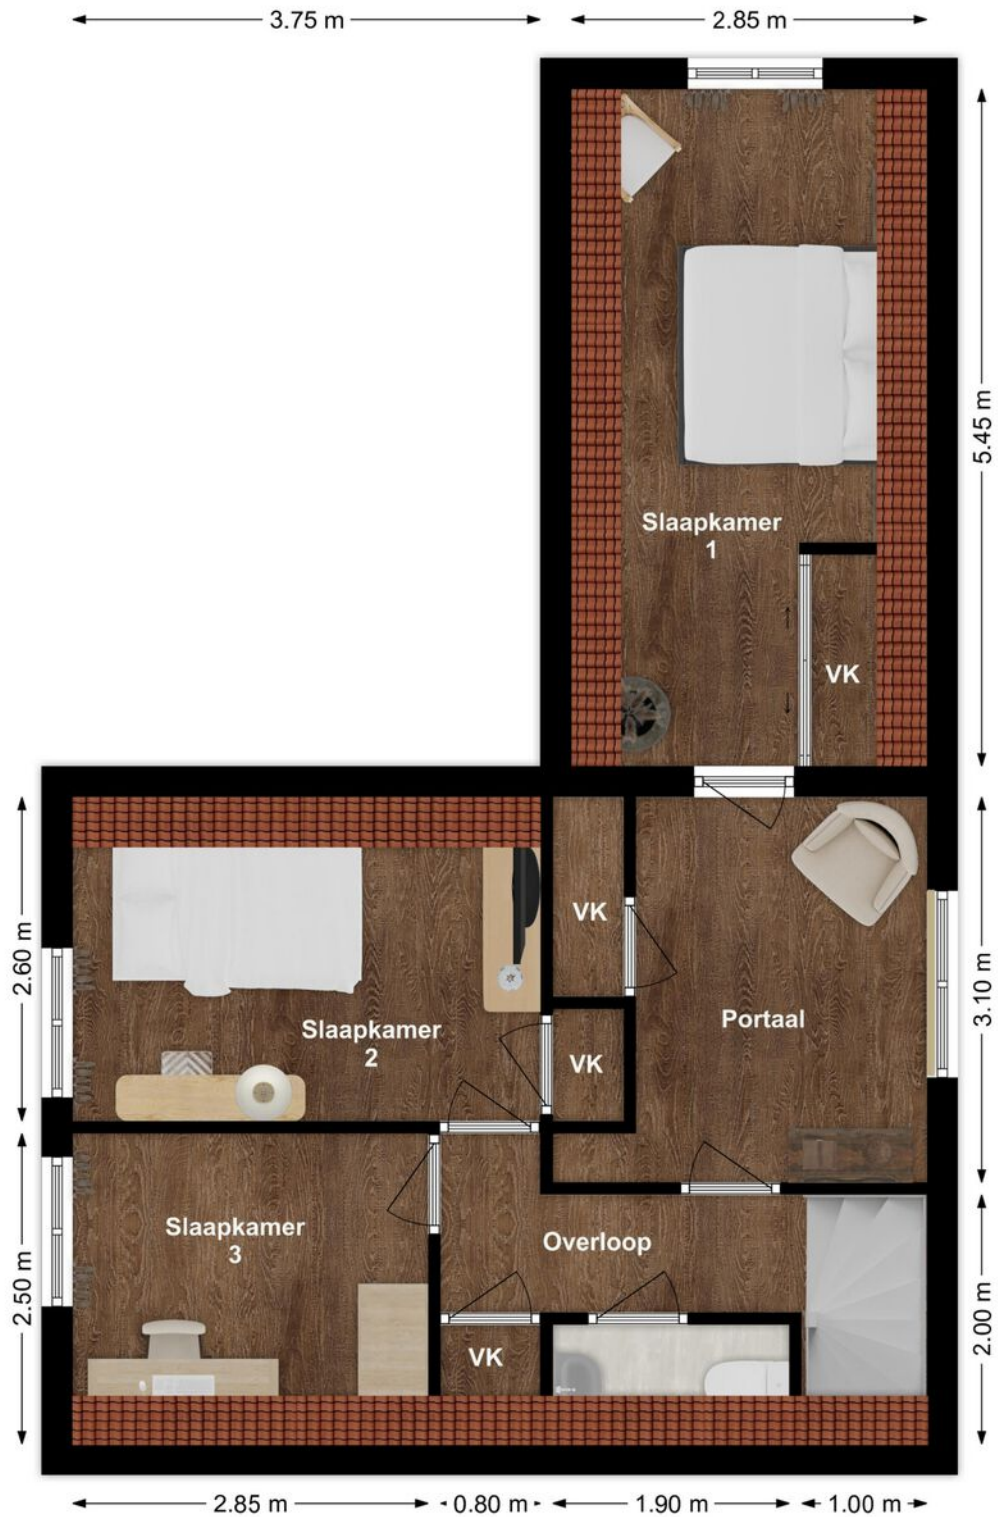 3.75 m
2.85 m
5.45 m
Slaapkamer
1
VK
2.60 m
VK
3.10 m
Portaal
Slaapkamer
2
VK
Slaapkamer
3
Overloop
2.50 m
2.00 m
VK
2.85 m
0.80 m
1.90 m
1.00 m